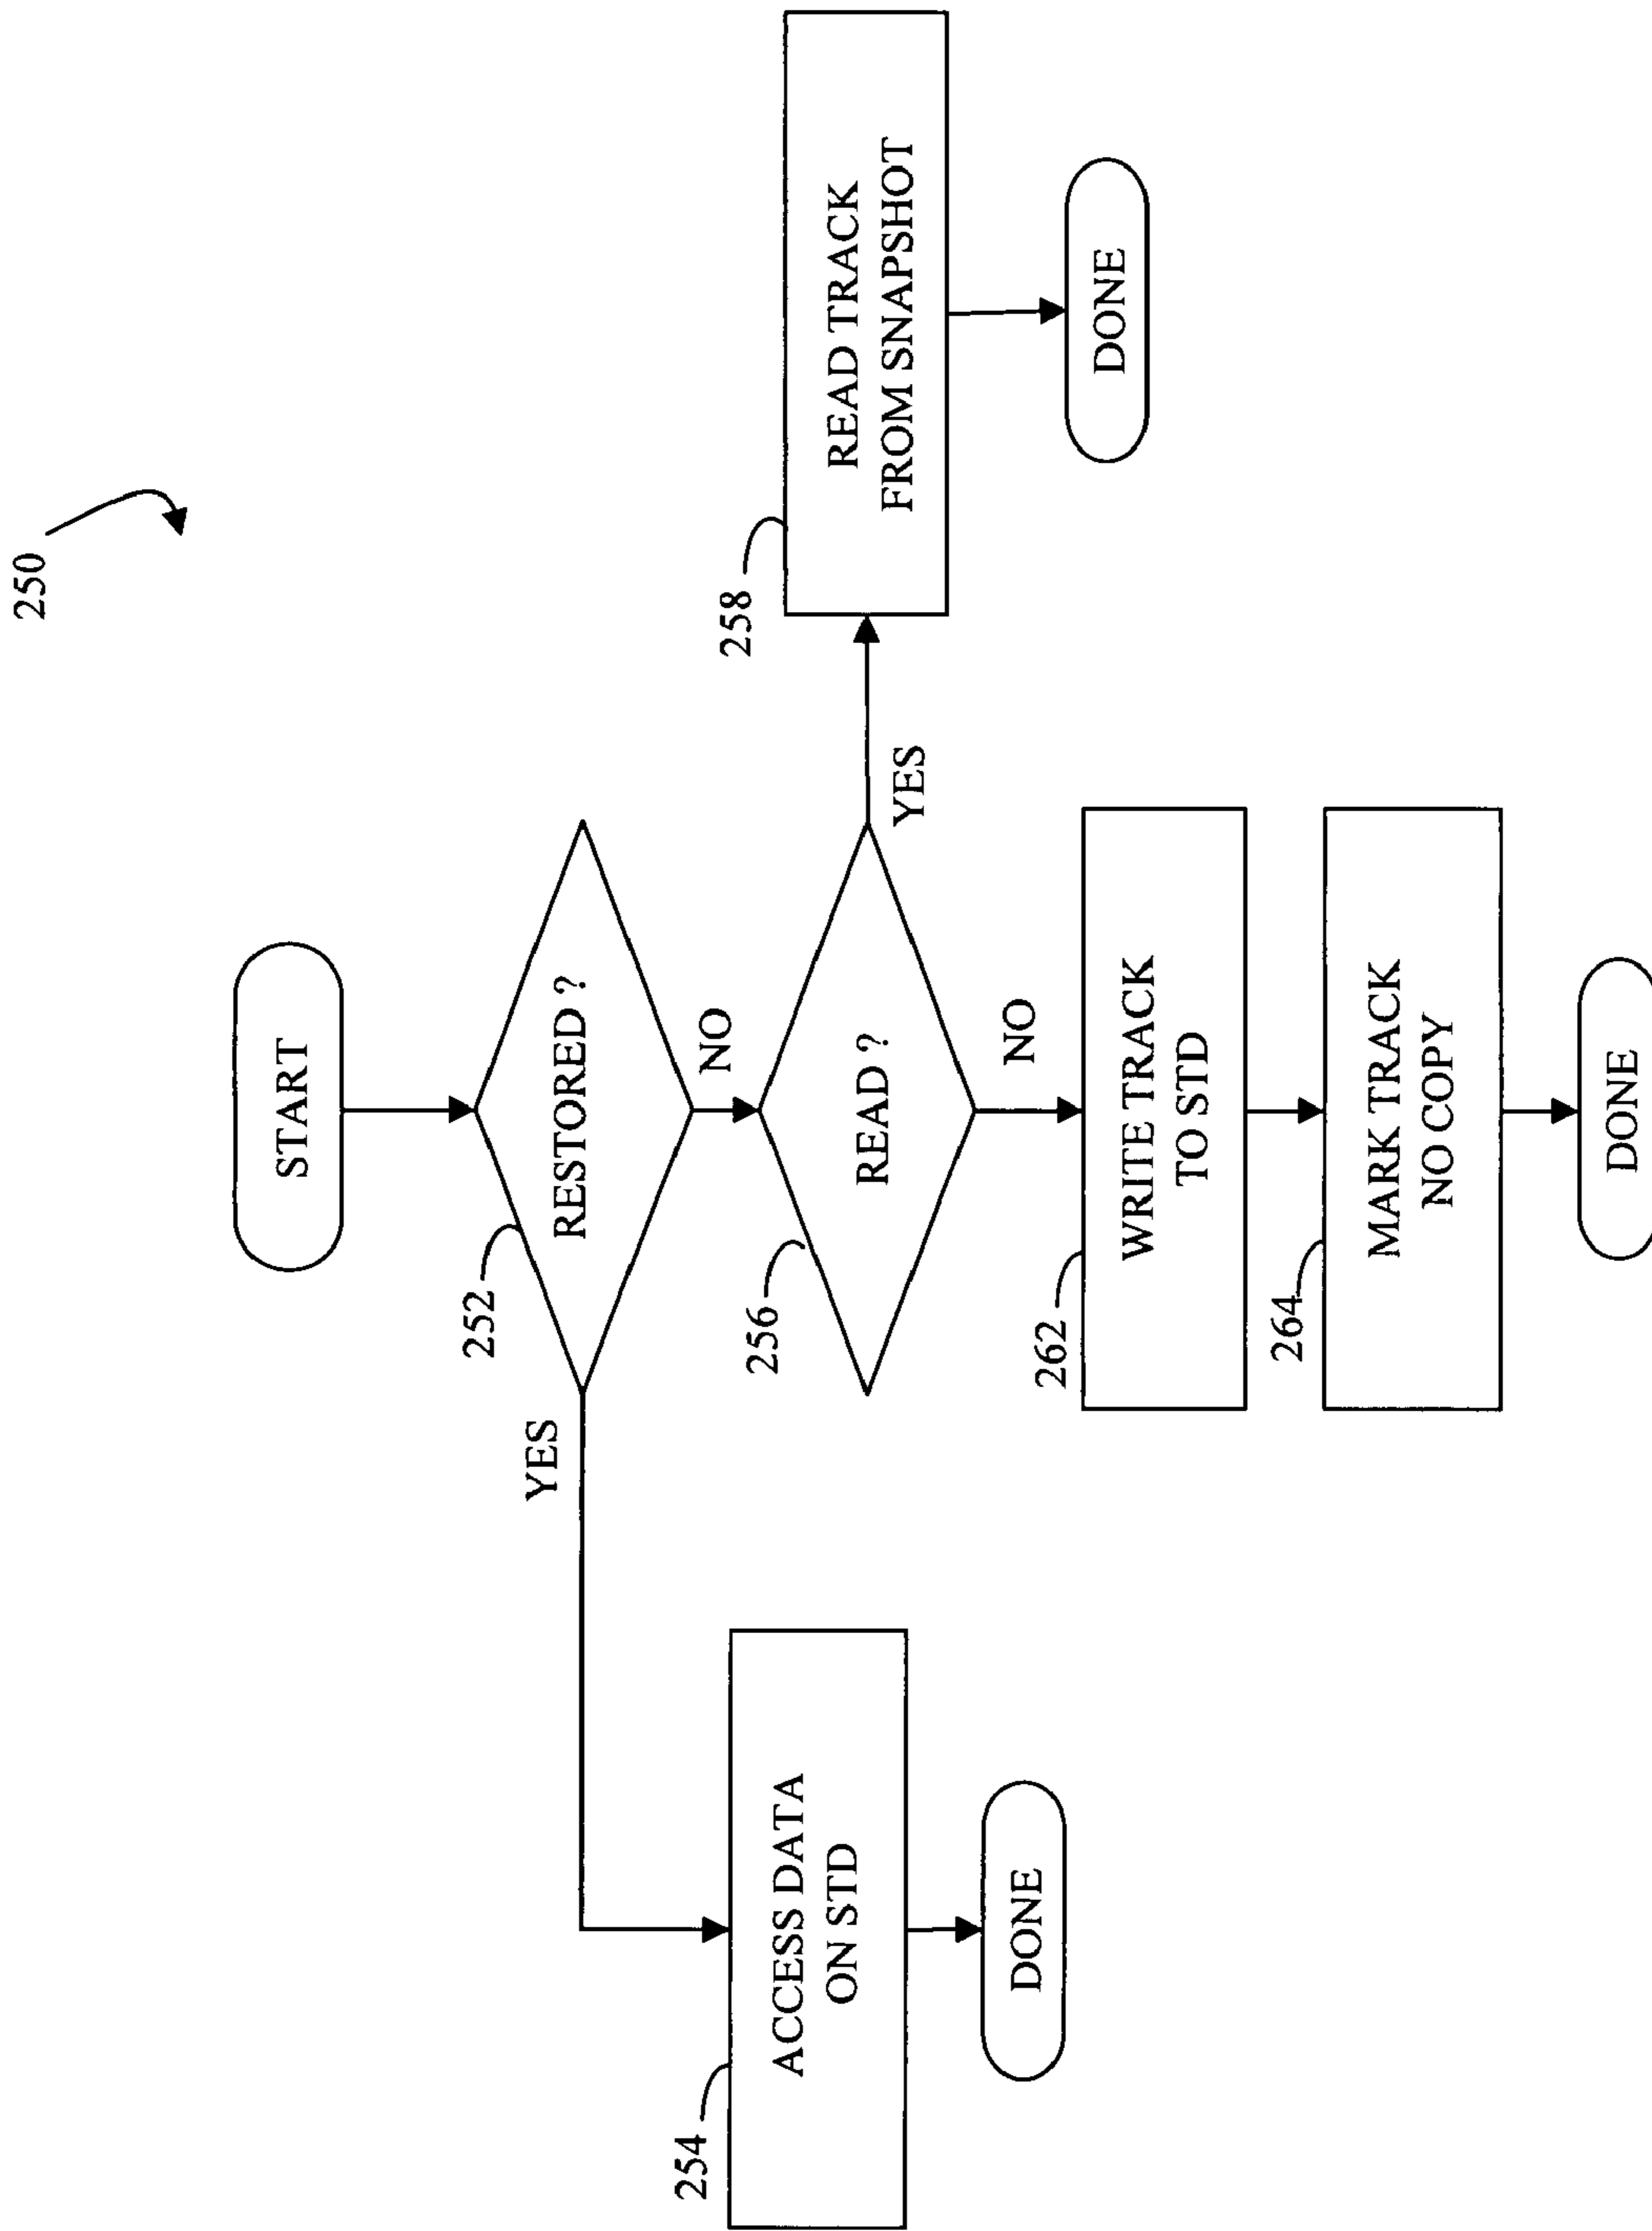 250
START
252
RESTORED ?
YES
NO
254
ACCESS DATA
ON STD
DONE
256
READ ?
YES
NO
258
READ TRACK
FROM SNAPSHOT
DONE
262
WRITE TRACK
TO STD
264
MARK TRACK
NO COPY
DONE